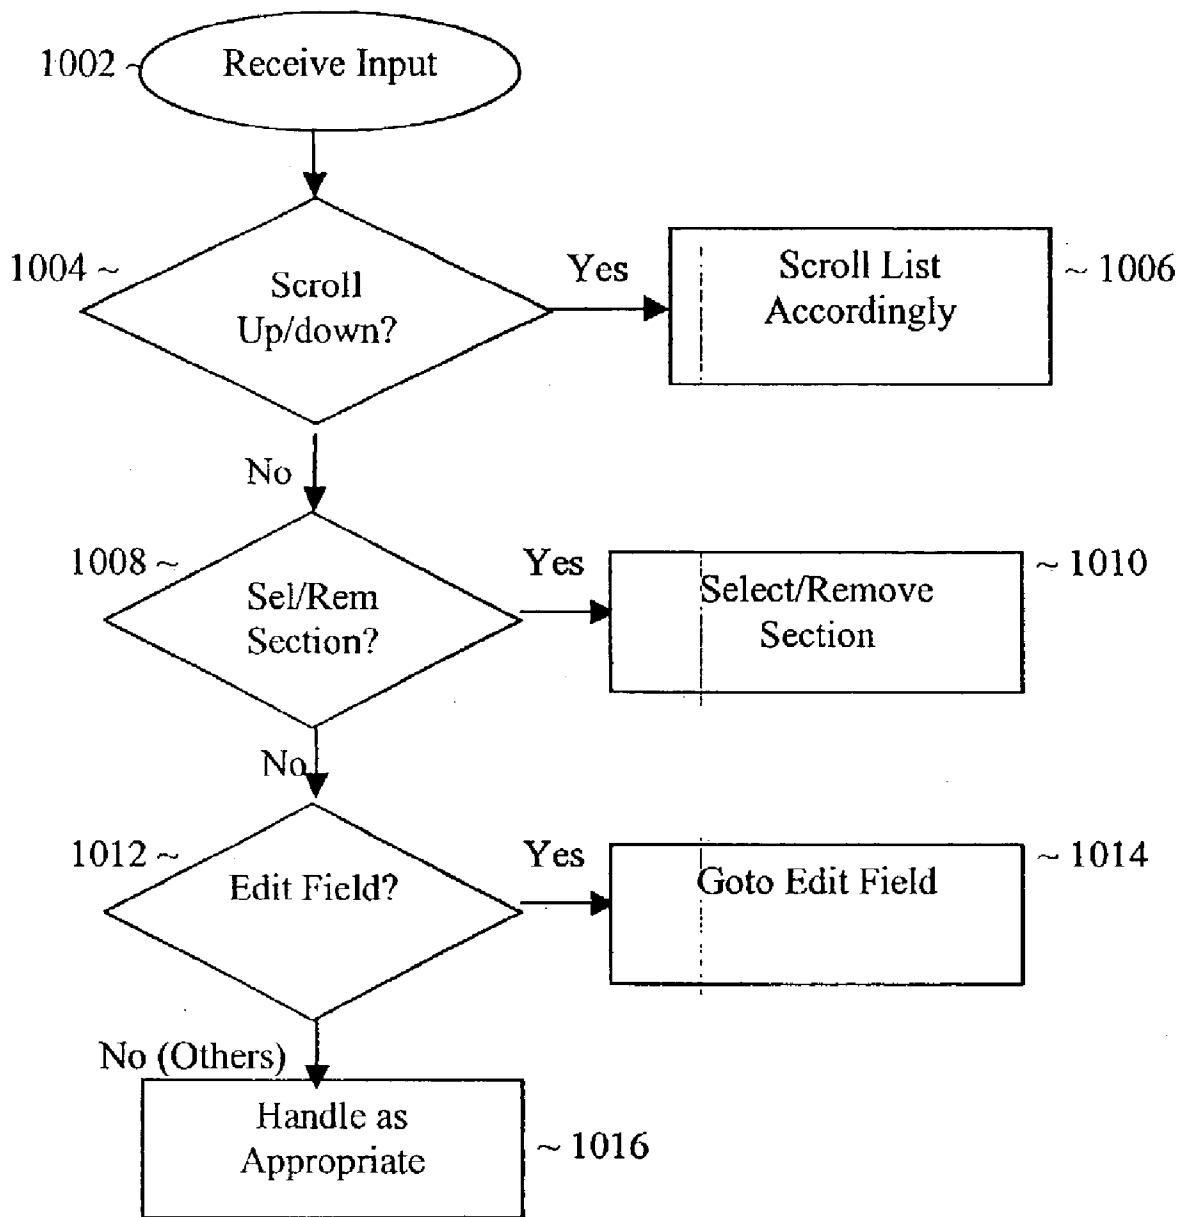 1002 ~
Receive Input
1004 ~
Scroll
Up/down?
Yes
Scroll List
Accordingly
~ 1006
No
1008 ~
Sel/Rem
Section?
Yes
Select/Remove
Section
~ 1010
No
1012 ~
Edit Field?
Yes
Goto Edit Field
~ 1014
No (Others)
Handle as
Appropriate
~ 1016